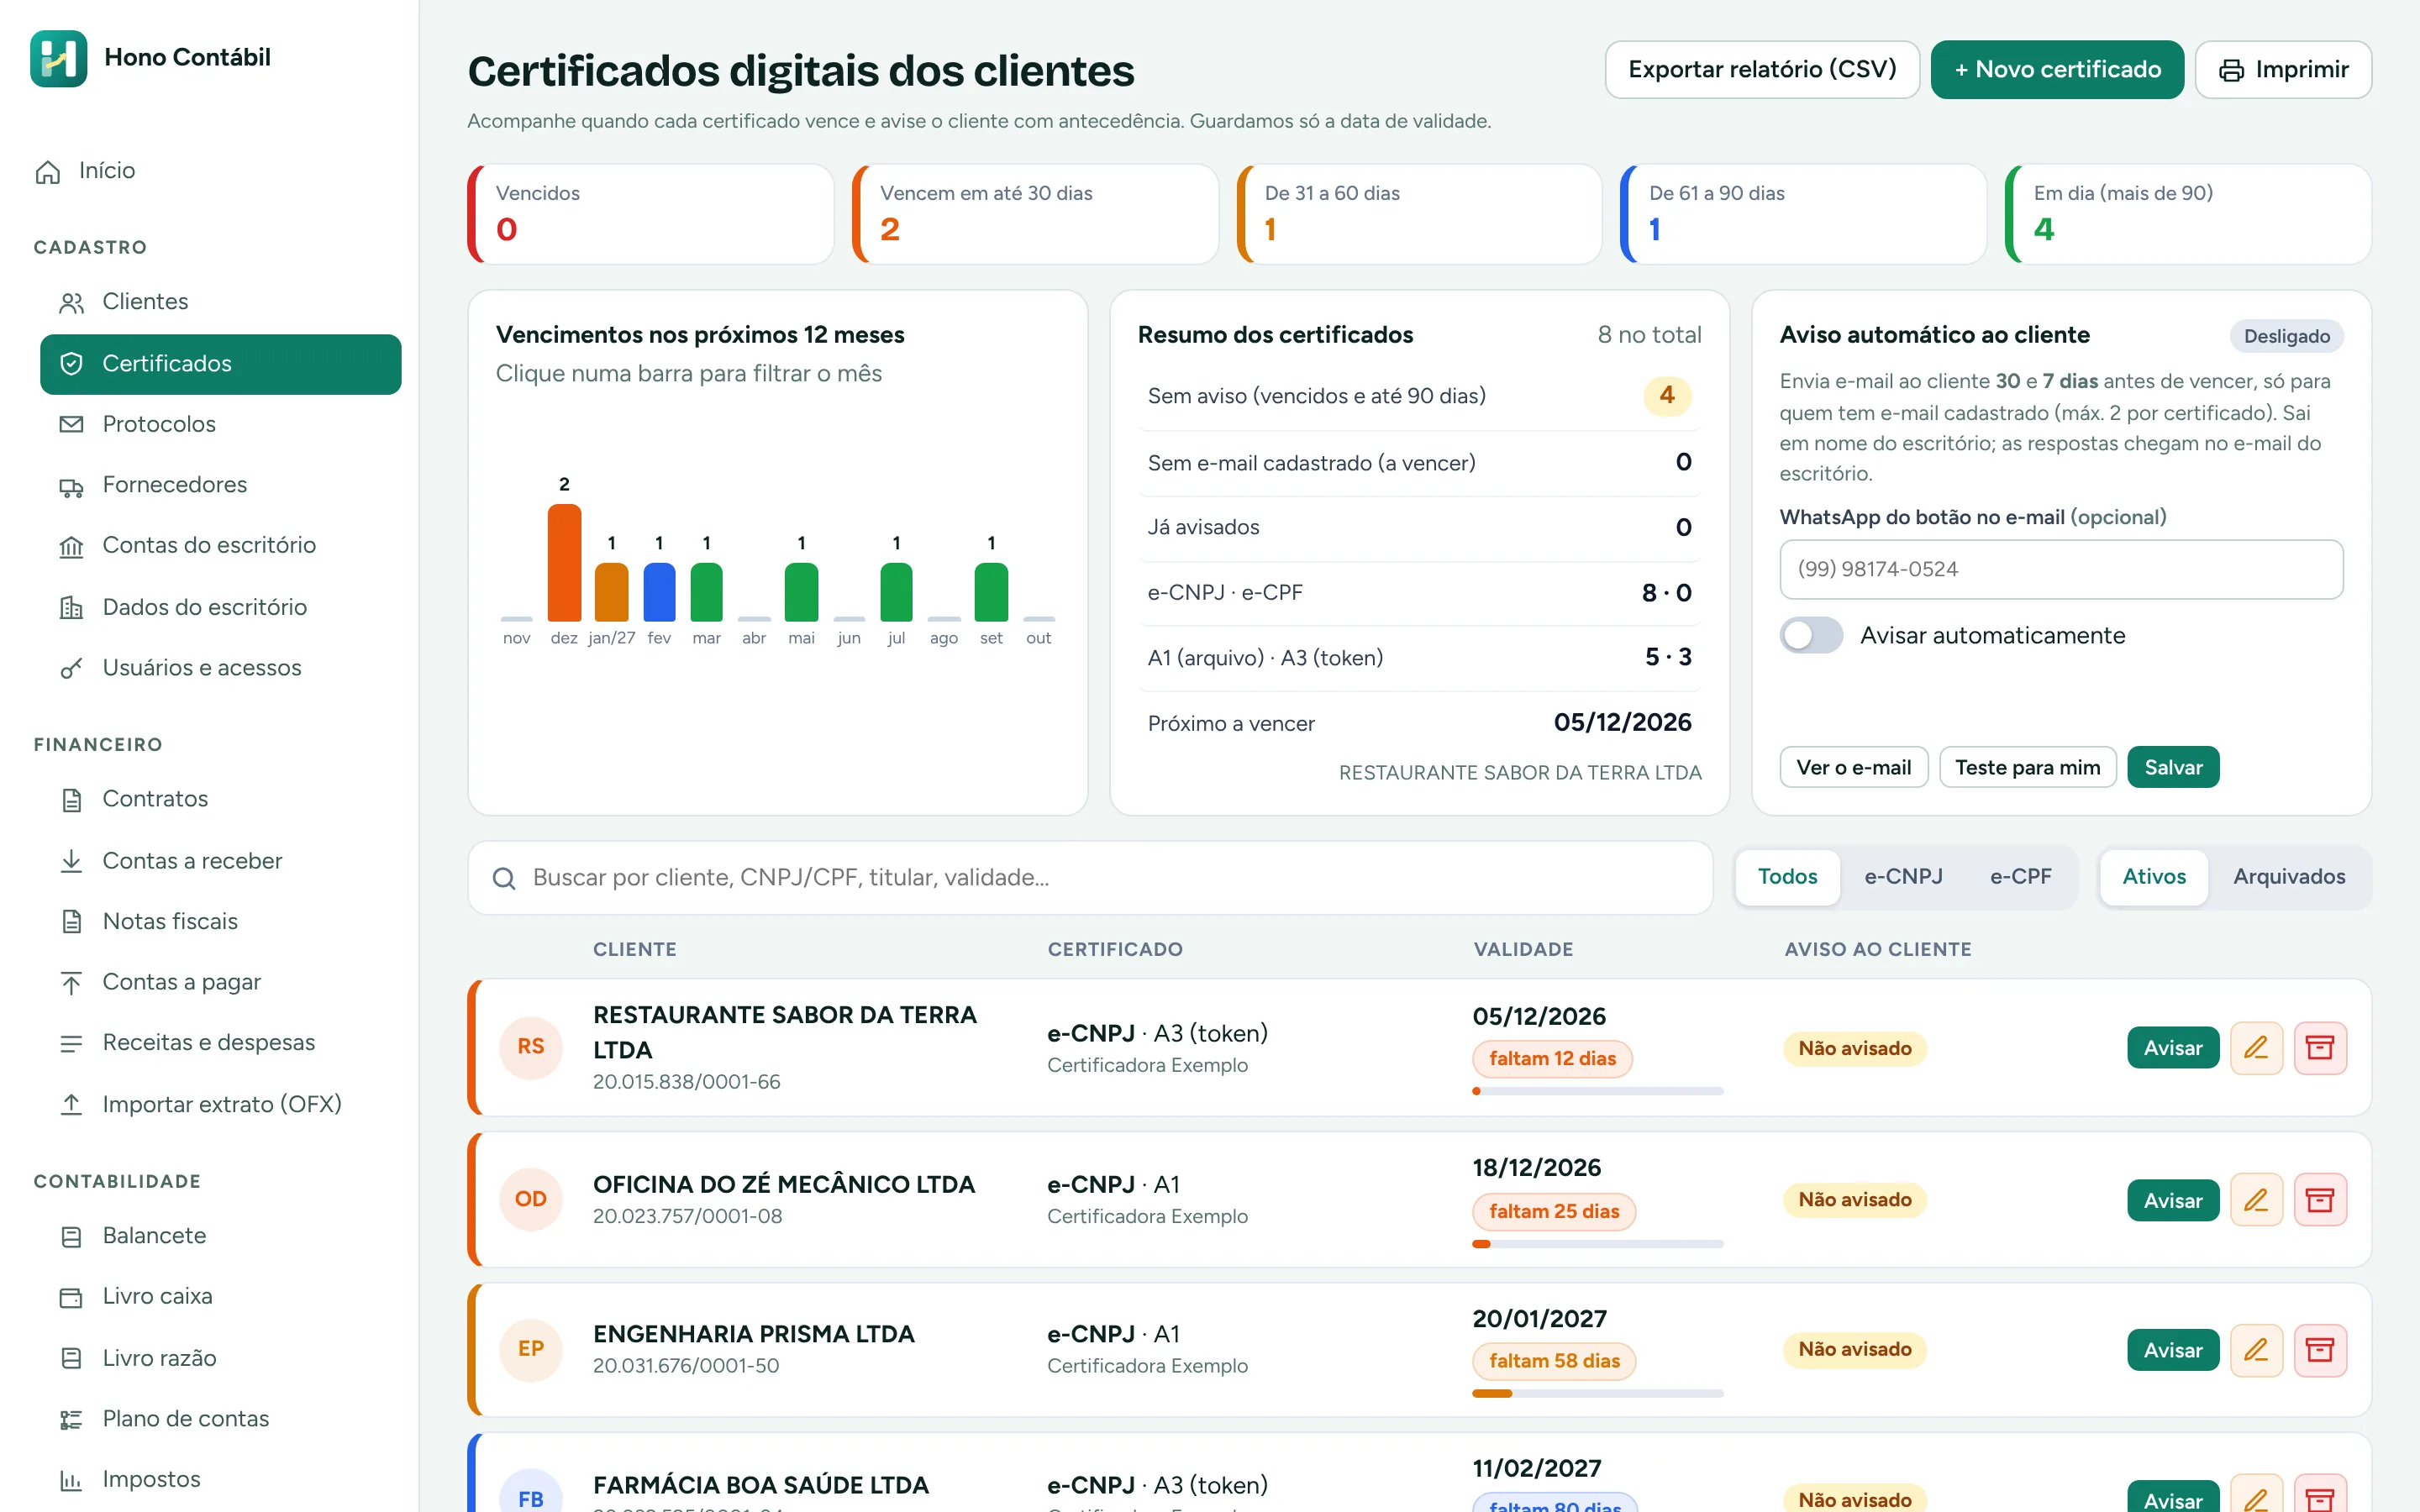 Hono Contábil
Início
CADASTRO
Clientes
Certificados
Protocolos
Fornecedores
Contas do escritório
Dados do escritório
Usuários e acessos
FINANCEIRO
Contratos
Contas a receber
Notas fiscais
Contas a pagar
Receitas e despesas
Importar extrato (OFX)
CONTABILIDADE
Balancete
Livro caixa
Livro razão
Plano de contas
Impostos
Certificados digitais dos clientes
Acompanhe quando cada certificado vence e avise o cliente com antecedência. Guardamos só a data de validade.
Exportar relatório (CSV)
+ Novo certificado
Imprimir
Vencidos
0
Vencem em até 30 dias
2
De 31 a 60 dias
1
De 61 a 90 dias
1
Em dia (mais de 90)
4
Vencimentos nos próximos 12 meses
Clique numa barra para filtrar o mês
2 1 1 1 1 1 1
nov dez jan/27 fev mar abr mai jun jul ago set out
Resumo dos certificados 8 no total
Sem aviso (vencidos e até 90 dias) 4
Sem e-mail cadastrado (a vencer) 0
Já avisados 0
e-CNPJ · e-CPF 8 · 0
A1 (arquivo) · A3 (token) 5 · 3
Próximo a vencer 05/12/2026
RESTAURANTE SABOR DA TERRA LTDA
Aviso automático ao cliente Desligado
Envia e-mail ao cliente 30 e 7 dias antes de vencer, só para
quem tem e-mail cadastrado (máx. 2 por certificado). Sai
em nome do escritório; as respostas chegam no e-mail do
escritório.
WhatsApp do botão no e-mail (opcional)
(99) 98174-0524
Avisar automaticamente
Ver o e-mail Teste para mim Salvar
Buscar por cliente, CNPJ/CPF, titular, validade...
Todos e-CNPJ e-CPF
Ativos Arquivados
CLIENTE CERTIFICADO VALIDADE AVISO AO CLIENTE
RS
RESTAURANTE SABOR DA TERRA
LTDA
20.015.838/0001-66
e-CNPJ · A3 (token)
Certificadora Exemplo
05/12/2026
faltam 12 dias
Não avisado
Avisar
OD
OFICINA DO ZÉ MECÂNICO LTDA
20.023.757/0001-08
e-CNPJ · A1
Certificadora Exemplo
18/12/2026
faltam 25 dias
Não avisado
Avisar
EP
ENGENHARIA PRISMA LTDA
20.031.676/0001-50
e-CNPJ · A1
Certificadora Exemplo
20/01/2027
faltam 58 dias
Não avisado
Avisar
FB
FARMÁCIA BOA SAÚDE LTDA
e-CNPJ · A3 (token)
11/02/2027
faltam 80 dias
Não avisado
Avisar